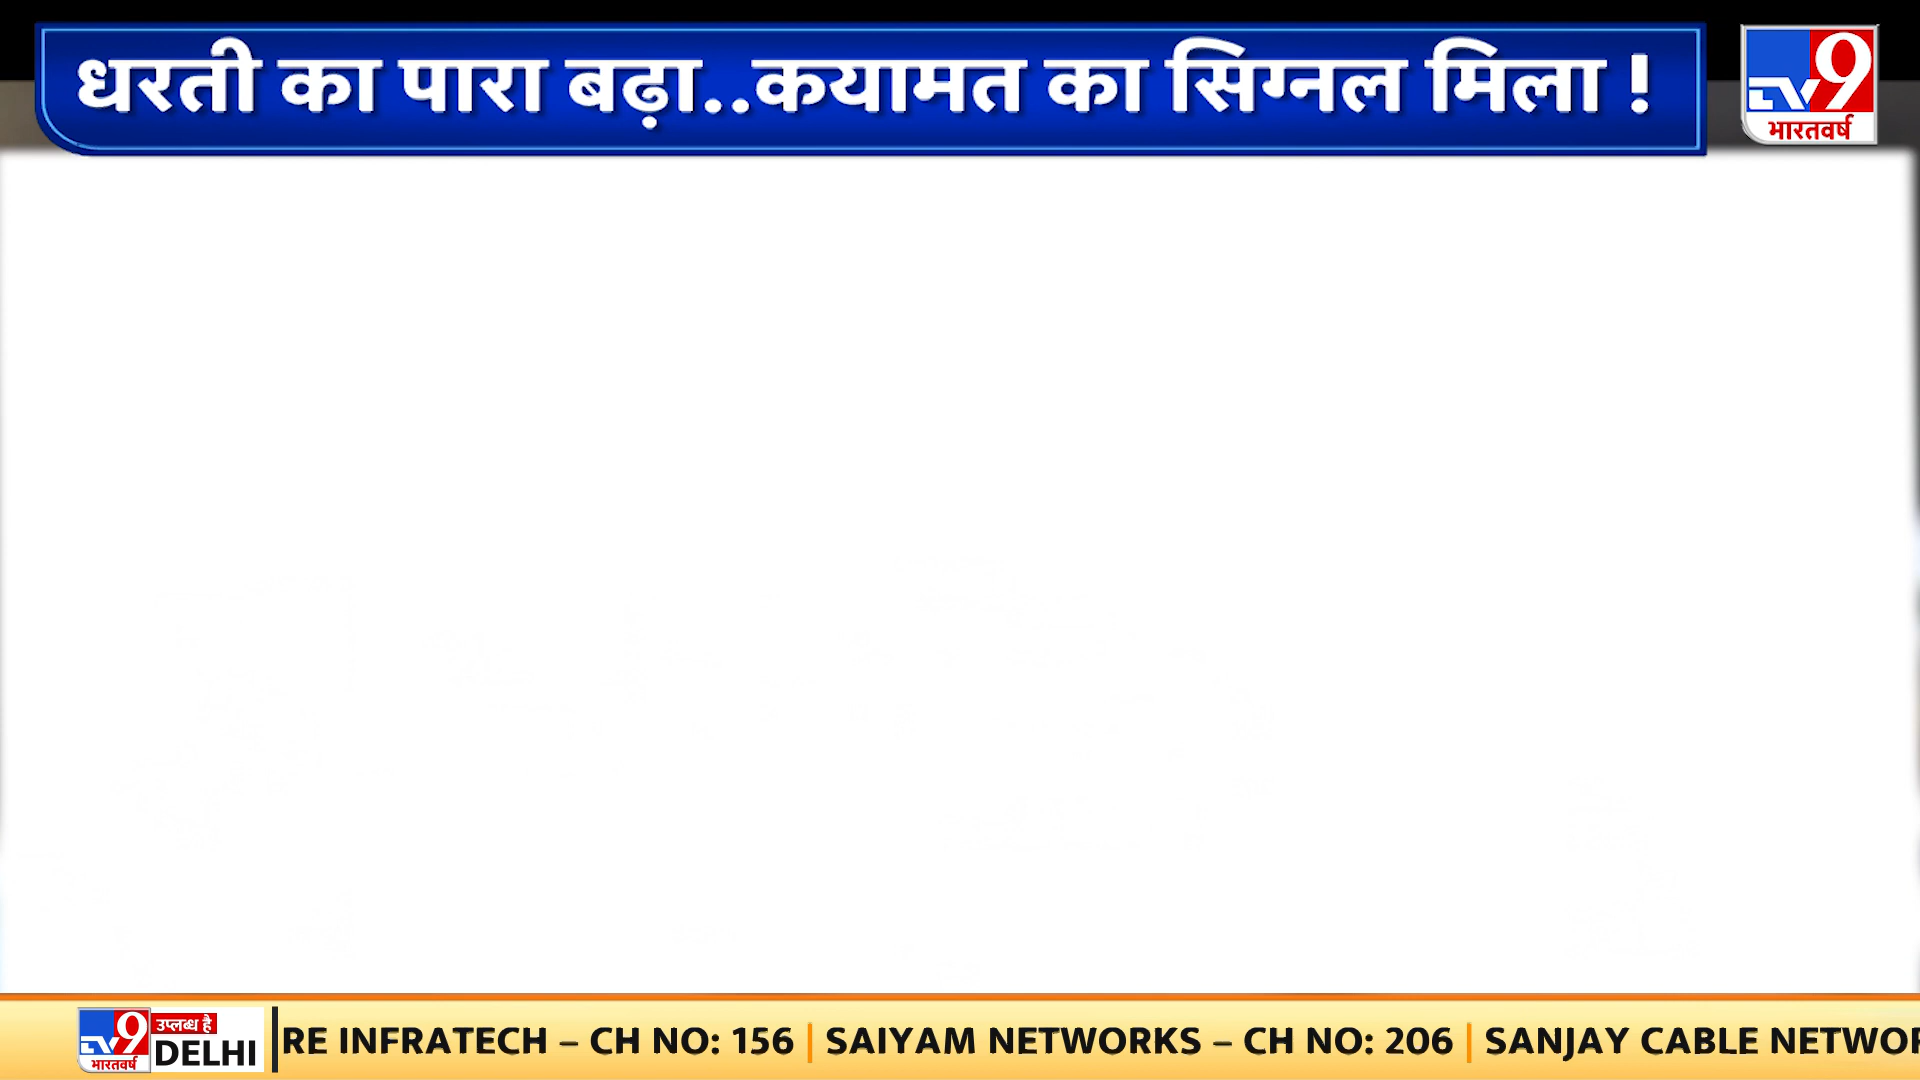 धरती का पारा बढ़ा..कयामत का सिग्नल मिला !
TV9
भारतवर्ष
TV9
भारतवर्ष
उपलब्ध है
DELHI
RE INFRATECH – CH NO: 156 | SAIYAM NETWORKS – CH NO: 206 | SANJAY CABLE NETWOR